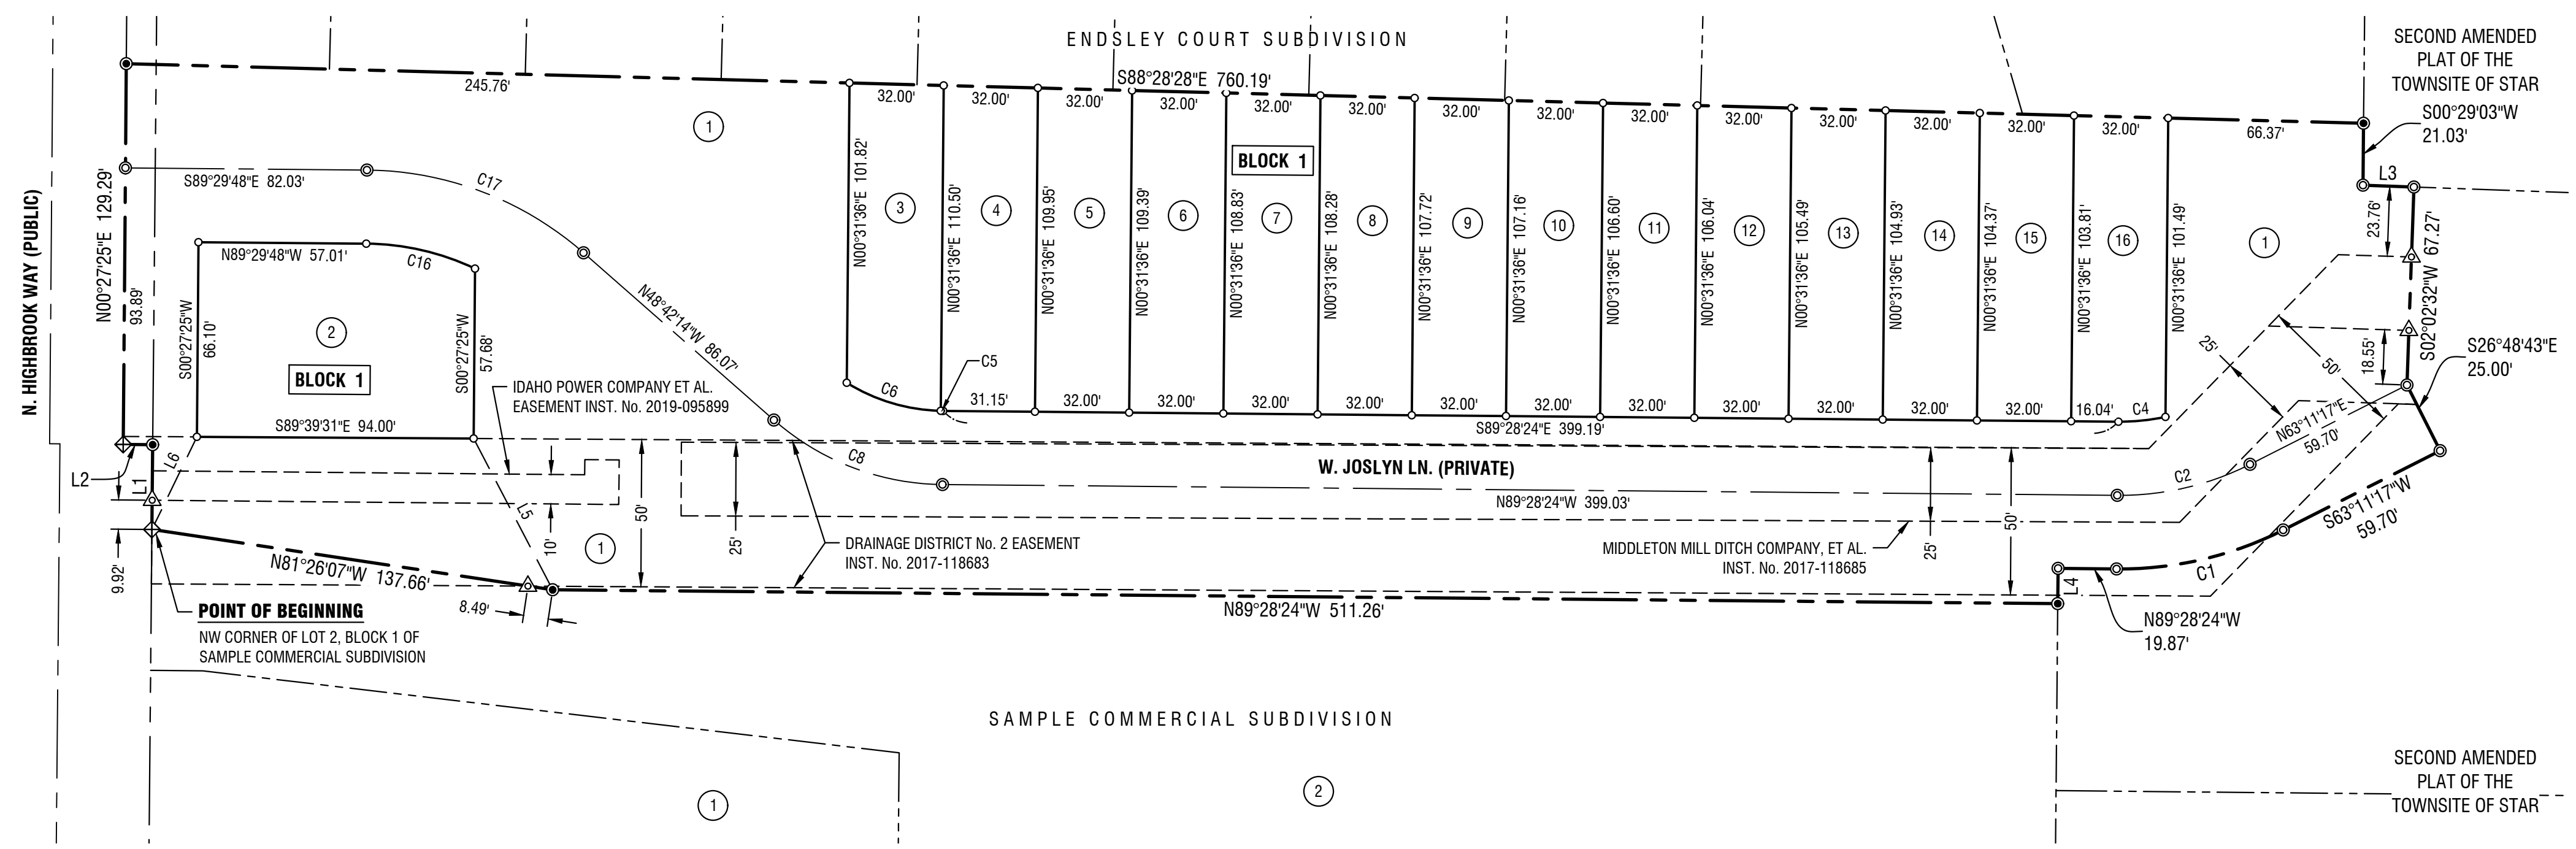 ENDSLEY COURT SUBDIVISION
SECOND AMENDED
PLAT OF THE
TOWNSITE OF STAR
S00°29'03"W
21.03'
S88°28'28"E 760.19'
245.76'
32.00'
32.00'
32.00'
32.00'
32.00'
32.00'
32.00'
32.00'
32.00'
32.00'
32.00'
32.00'
32.00'
32.00'
66.37'
1
BLOCK 1
L3
N. HIGHBROOK WAY (PUBLIC)
N00°27'25"E 129.29'
93.89'
S89°29'48"E 82.03'
C17
N00°31'36"E 101.82'
3
N00°31'36"E 110.50'
4
N00°31'36"E 109.95'
5
N00°31'36"E 109.39'
6
N00°31'36"E 108.83'
7
N00°31'36"E 108.28'
8
N00°31'36"E 107.72'
9
N00°31'36"E 107.16'
10
N00°31'36"E 106.60'
11
N00°31'36"E 106.04'
12
N00°31'36"E 105.49'
13
N00°31'36"E 104.93'
14
N00°31'36"E 104.37'
15
N00°31'36"E 103.81'
16
N00°31'36"E 101.49'
1
23.76'
S02°02'32"W 67.27'
N89°29'48"W 57.01'
C16
S00°27'25"W
66.10'
2
BLOCK 1
S00°27'25"W
57.68'
S89°39'31"E 94.00'
N48°42'14"W 86.07'
IDAHO POWER COMPANY ET AL.
EASEMENT INST. No. 2019-095899
C5
C6
31.15'
32.00'
32.00'
32.00'
32.00'
32.00'
32.00'
32.00'
32.00'
32.00'
32.00'
32.00'
16.04'
C4
S89°28'24"E 399.19'
25'
50'
18.55'
S26°48'43"E
25.00'
N63°11'17"E
59.70'
L6
L2
L1
L5
C8
W. JOSLYN LN. (PRIVATE)
N89°28'24"W 399.03'
C2
50'
10'
25'
1
25'
50'
DRAINAGE DISTRICT No. 2 EASEMENT
INST. No. 2017-118683
MIDDLETON MILL DITCH COMPANY, ET AL.
INST. No. 2017-118685
S63°11'17"W
59.70'
9.92'
N81°26'07"W 137.66'
8.49'
C1
L4
N89°28'24"W 511.26'
N89°28'24"W
19.87'
POINT OF BEGINNING
NW CORNER OF LOT 2, BLOCK 1 OF
SAMPLE COMMERCIAL SUBDIVISION
SAMPLE COMMERCIAL SUBDIVISION
1
2
SECOND AMENDED
PLAT OF THE
TOWNSITE OF STAR